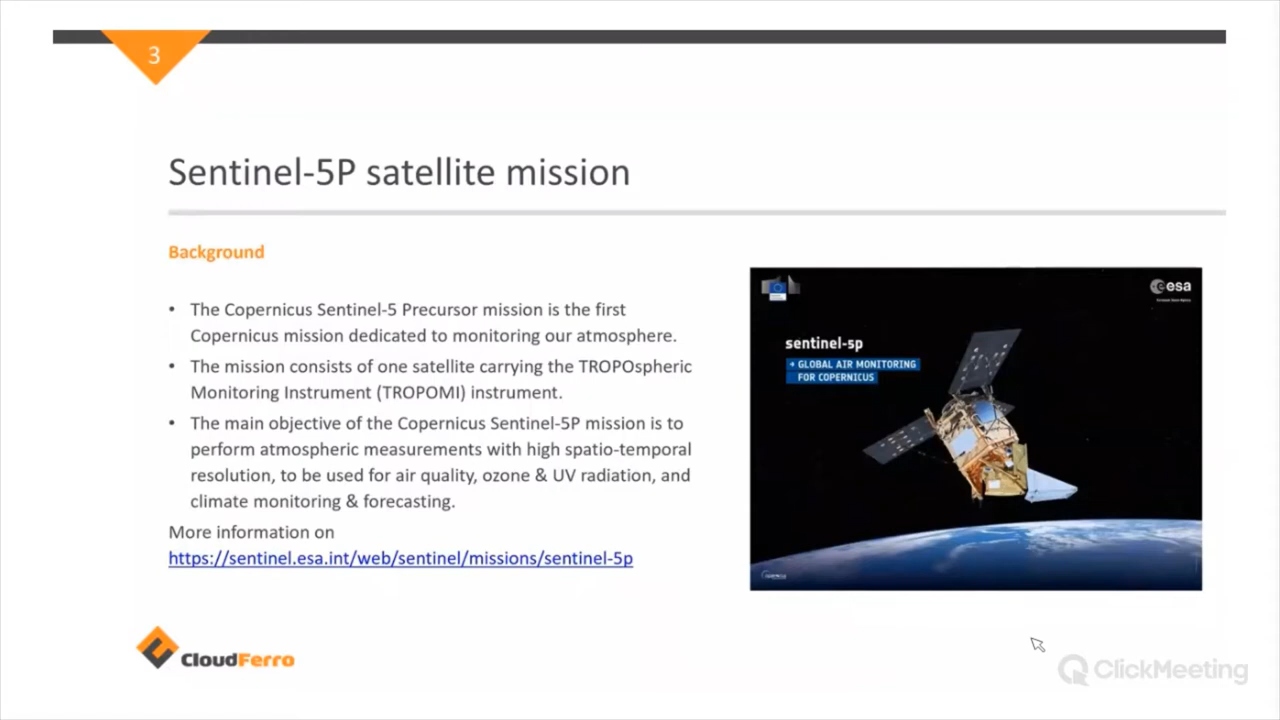 3
Sentinel-5P satellite mission
Background
• The Copernicus Sentinel-5 Precursor mission is the first
Copernicus mission dedicated to monitoring our atmosphere.
• The mission consists of one satellite carrying the TROPOspheric
Monitoring Instrument (TROPOMI) instrument.
• The main objective of the Copernicus Sentinel-5P mission is to
perform atmospheric measurements with high spatio-temporal
resolution, to be used for air quality, ozone & UV radiation, and
climate monitoring & forecasting.
More information on
https://sentinel.esa.int/web/sentinel/missions/sentinel-5p
esa
sentinel-5p
→ GLOBAL AIR MONITORING
FOR COPERNICUS
CloudFerro
ClickMeeting